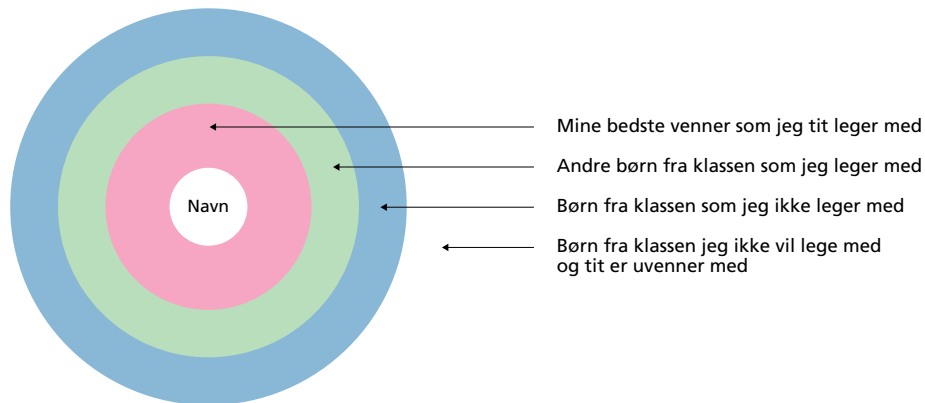 Mine bedste venner som jeg tit leger med
Andre børn fra klassen som jeg leger med
Navn
Børn fra klassen som jeg ikke leger med
Børn fra klassen jeg ikke vil lege med
og tit er uvenner med